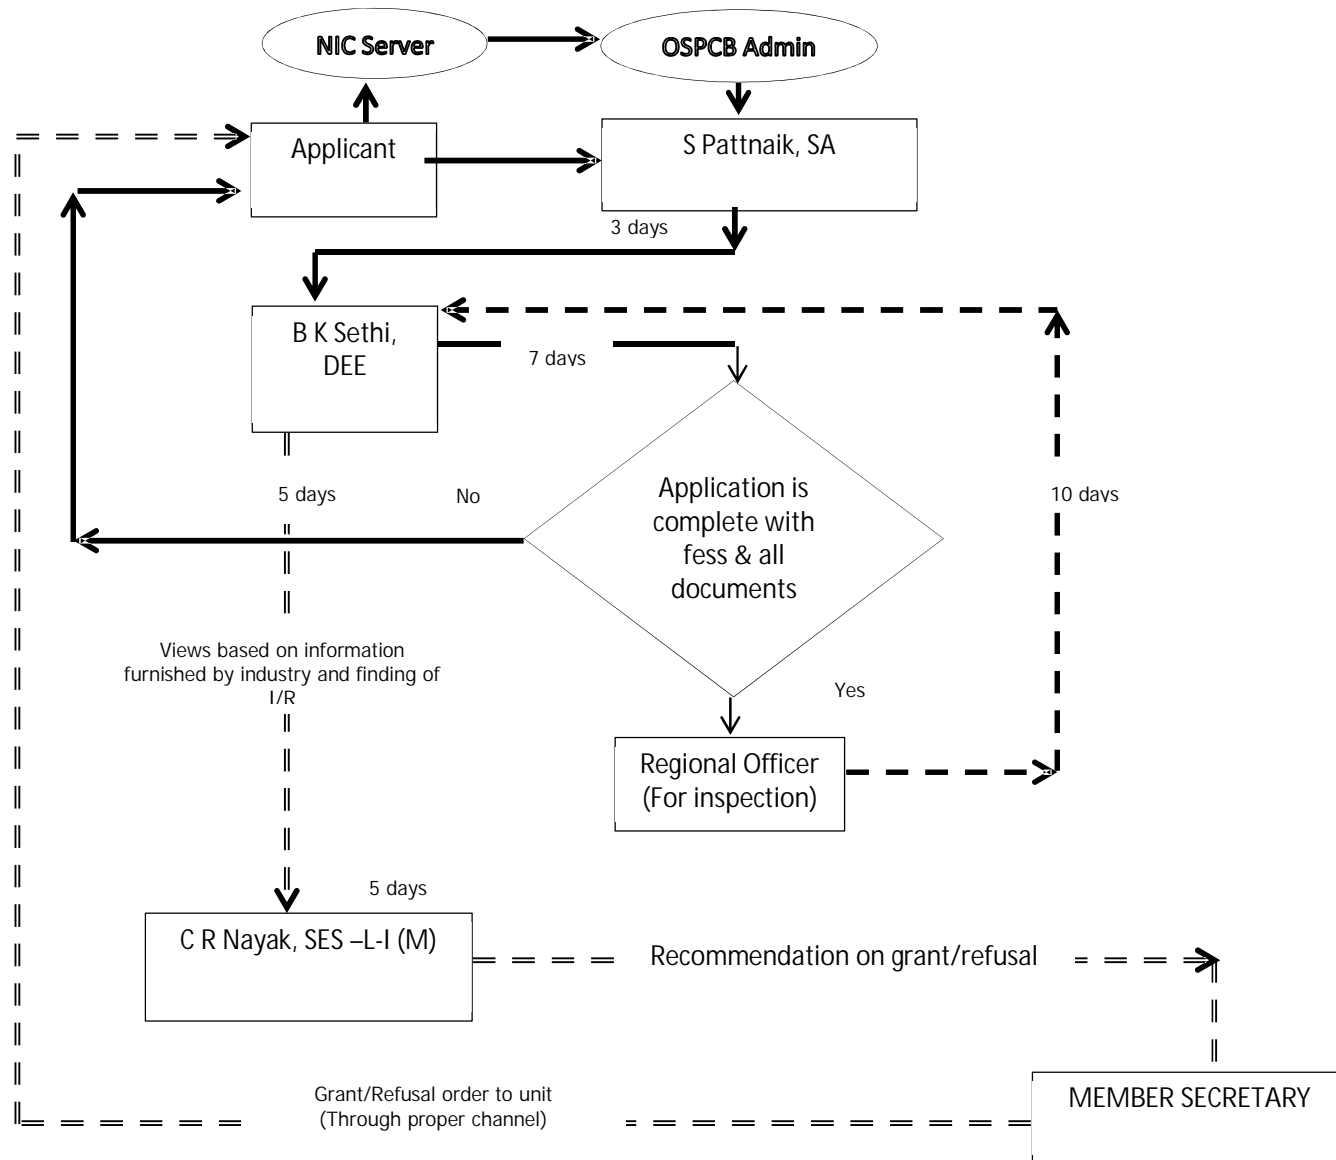 NIC Server
OSPCB Admin
Applicant
S Pattnaik, SA
3 days
B K Sethi,
DEE
7 days
5 days
No
Application is
complete with
fess & all
documents
10 days
Views based on information
furnished by industry and finding of
I/R
Yes
Regional Officer
(For inspection)
5 days
C R Nayak, SES –L-I (M)
Recommendation on grant/refusal
Grant/Refusal order to unit
(Through proper channel)
MEMBER SECRETARY